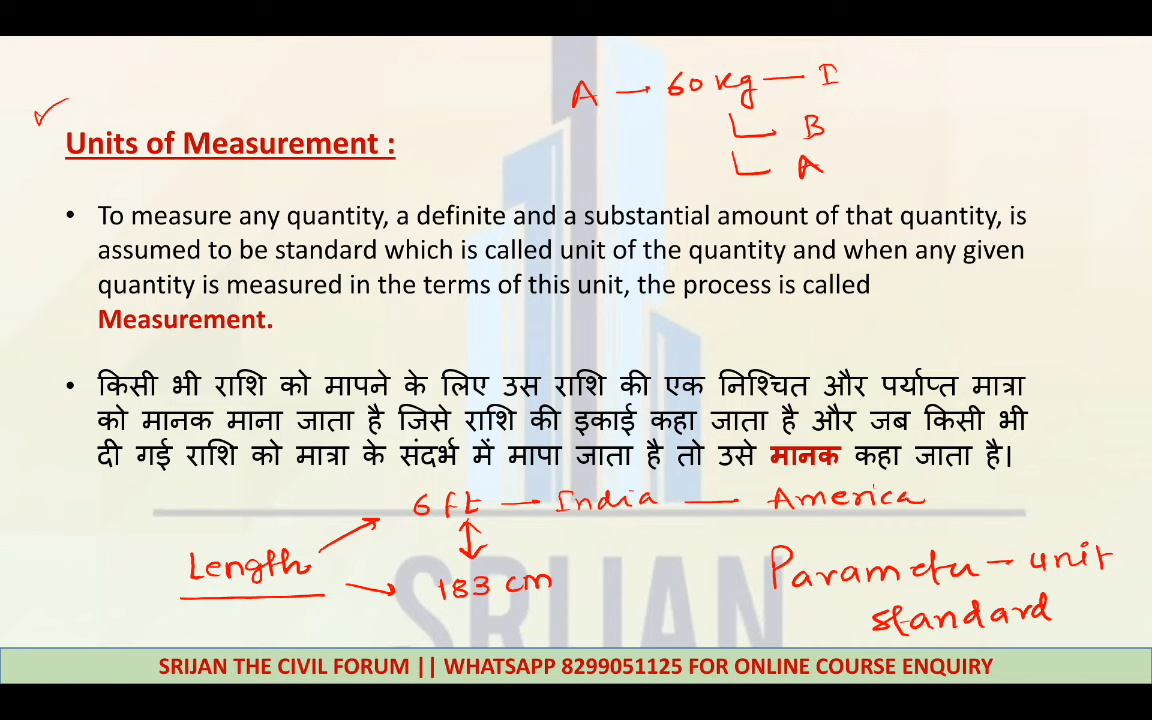 A → 60 kg — I
B
A
Units of Measurement :
• To measure any quantity, a definite and a substantial amount of that quantity, is
assumed to be standard which is called unit of the quantity and when any given
quantity is measured in the terms of this unit, the process is called
Measurement.
• किसी भी राशि को मापने के लिए उस राशि की एक निश्चित और पर्याप्त मात्रा
को मानक माना जाता है जिसे राशि की इकाई कहा जाता है और जब किसी भी
दी गई राशि को मात्रा के संदर्भ में मापा जाता है तो उसे मानक कहा जाता है।
6 ft — India — America
Length
183 cm
Parameter — unit
standard
SRIJAN
SRIJAN THE CIVIL FORUM || WHATSAPP 8299051125 FOR ONLINE COURSE ENQUIRY